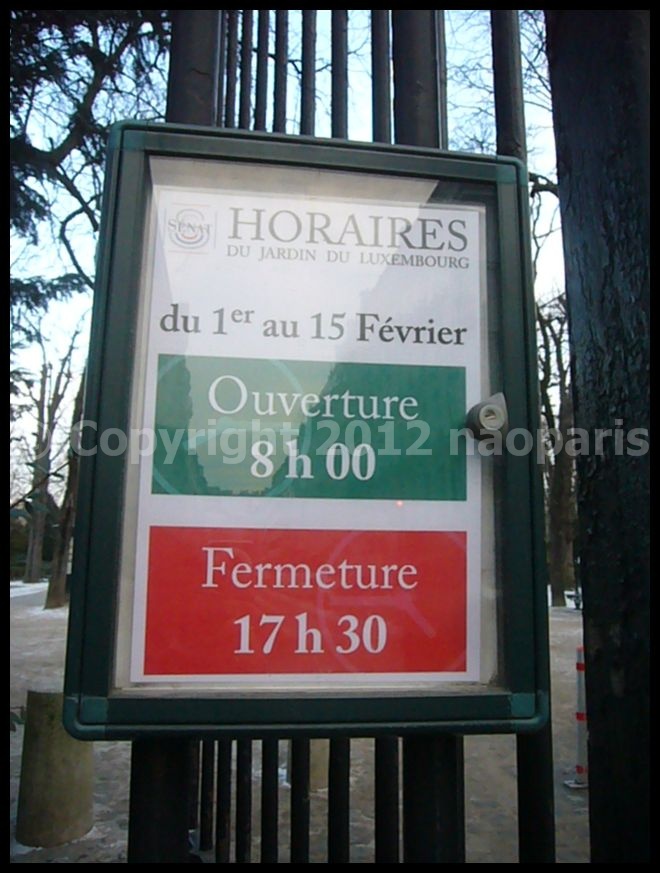 SÉNAT
HORAIRES
DU JARDIN DU LUXEMBOURG
du 1er au 15 Février
Ouverture
8 h 00
© Copyright 2012 naoparis
Fermeture
17 h 30